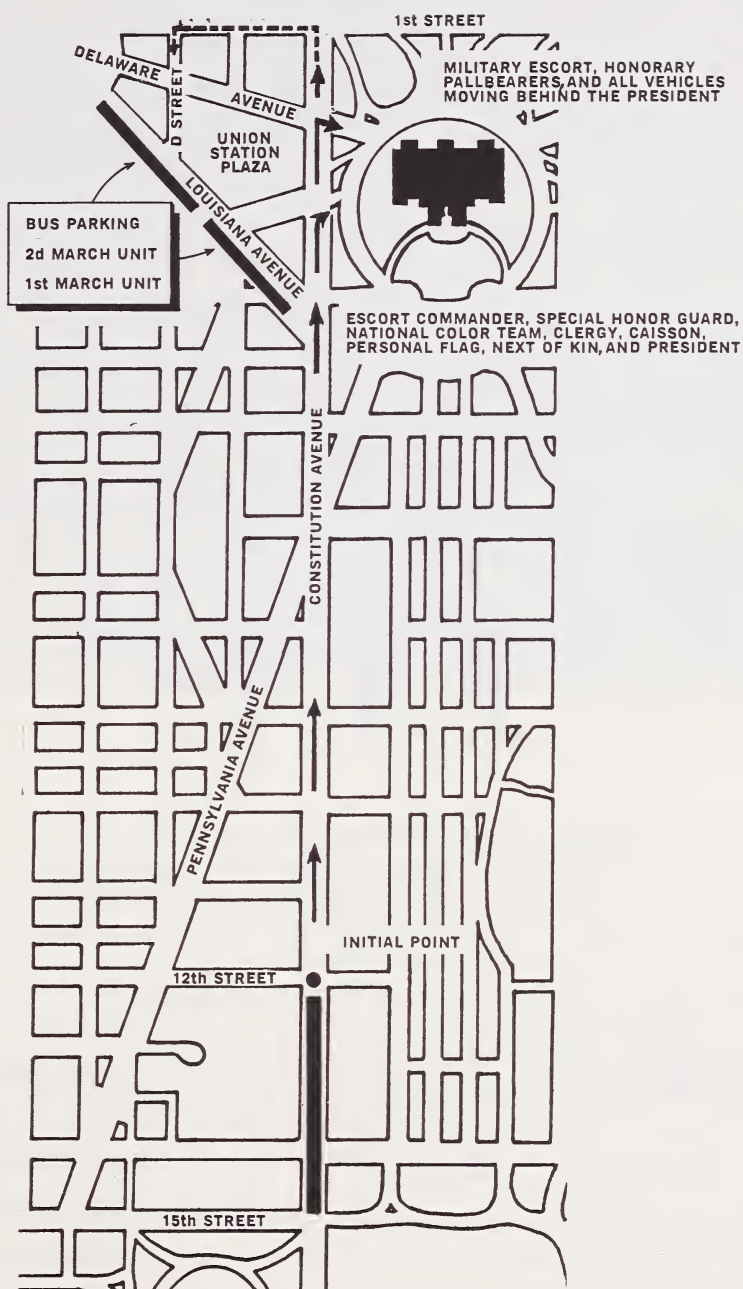 1st STREET
MILITARY ESCORT, HONORARY
PALLBEARERS, AND ALL VEHICLES
MOVING BEHIND THE PRESIDENT
DELAWARE
AVENUE
D STREET
UNION
STATION
PLAZA
LOUISIANA AVENUE
BUS PARKING
2d MARCH UNIT
1st MARCH UNIT
ESCORT COMMANDER, SPECIAL HONOR GUARD,
NATIONAL COLOR TEAM, CLERGY, CAISSON,
PERSONAL FLAG, NEXT OF KIN, AND PRESIDENT
CONSTITUTION AVENUE
PENNSYLVANIA AVENUE
INITIAL POINT
12th STREET
15th STREET